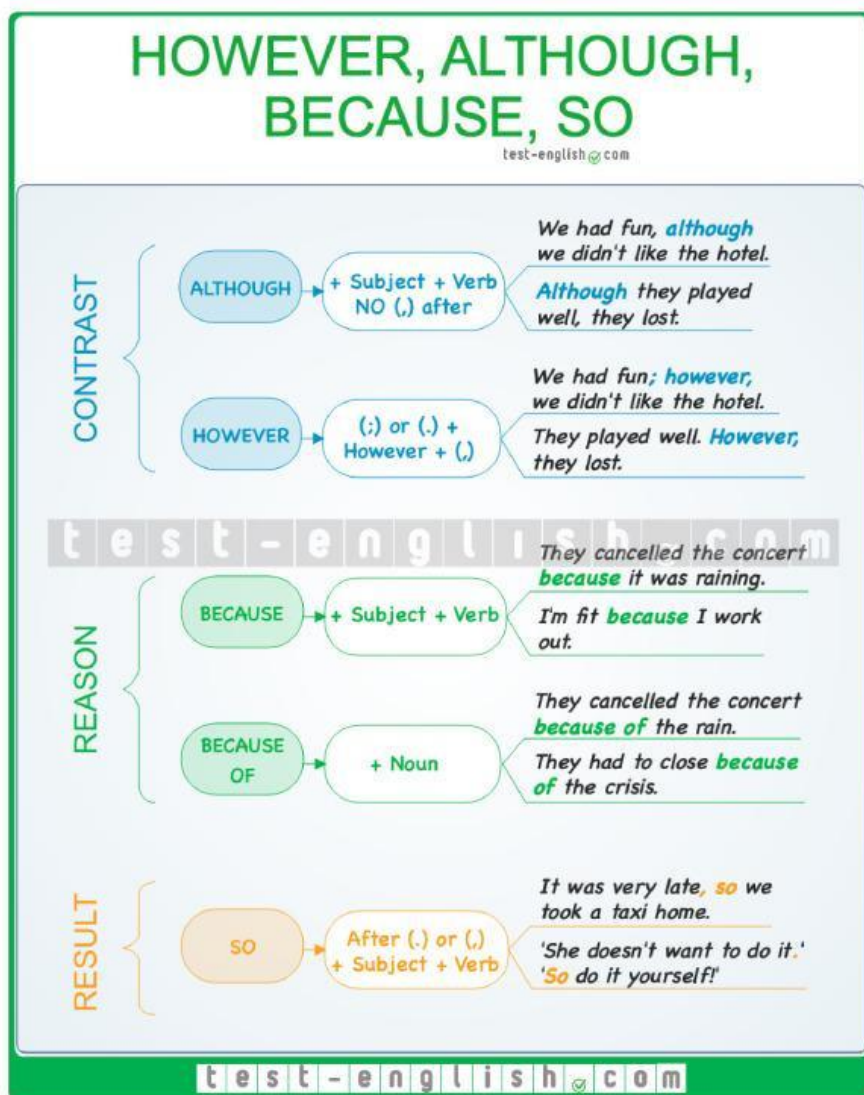 HOWEVER, ALTHOUGH,
BECAUSE, SO
test-english com
CONTRAST
ALTHOUGH
+ Subject + Verb
NO (,) after
We had fun, although
we didn't like the hotel.
Although they played
well, they lost.
HOWEVER
(;) or (.) +
However + (,)
We had fun; however,
we didn't like the hotel.
They played well. However,
they lost.
test-english.com
REASON
BECAUSE
+ Subject + Verb
They cancelled the concert
because it was raining.
I'm fit because I work
out.
BECAUSE
OF
+ Noun
They cancelled the concert
because of the rain.
They had to close because
of the crisis.
RESULT
SO
After (.) or (,)
+ Subject + Verb
It was very late, so we
took a taxi home.
'She doesn't want to do it.'
'So do it yourself!'
test-english com